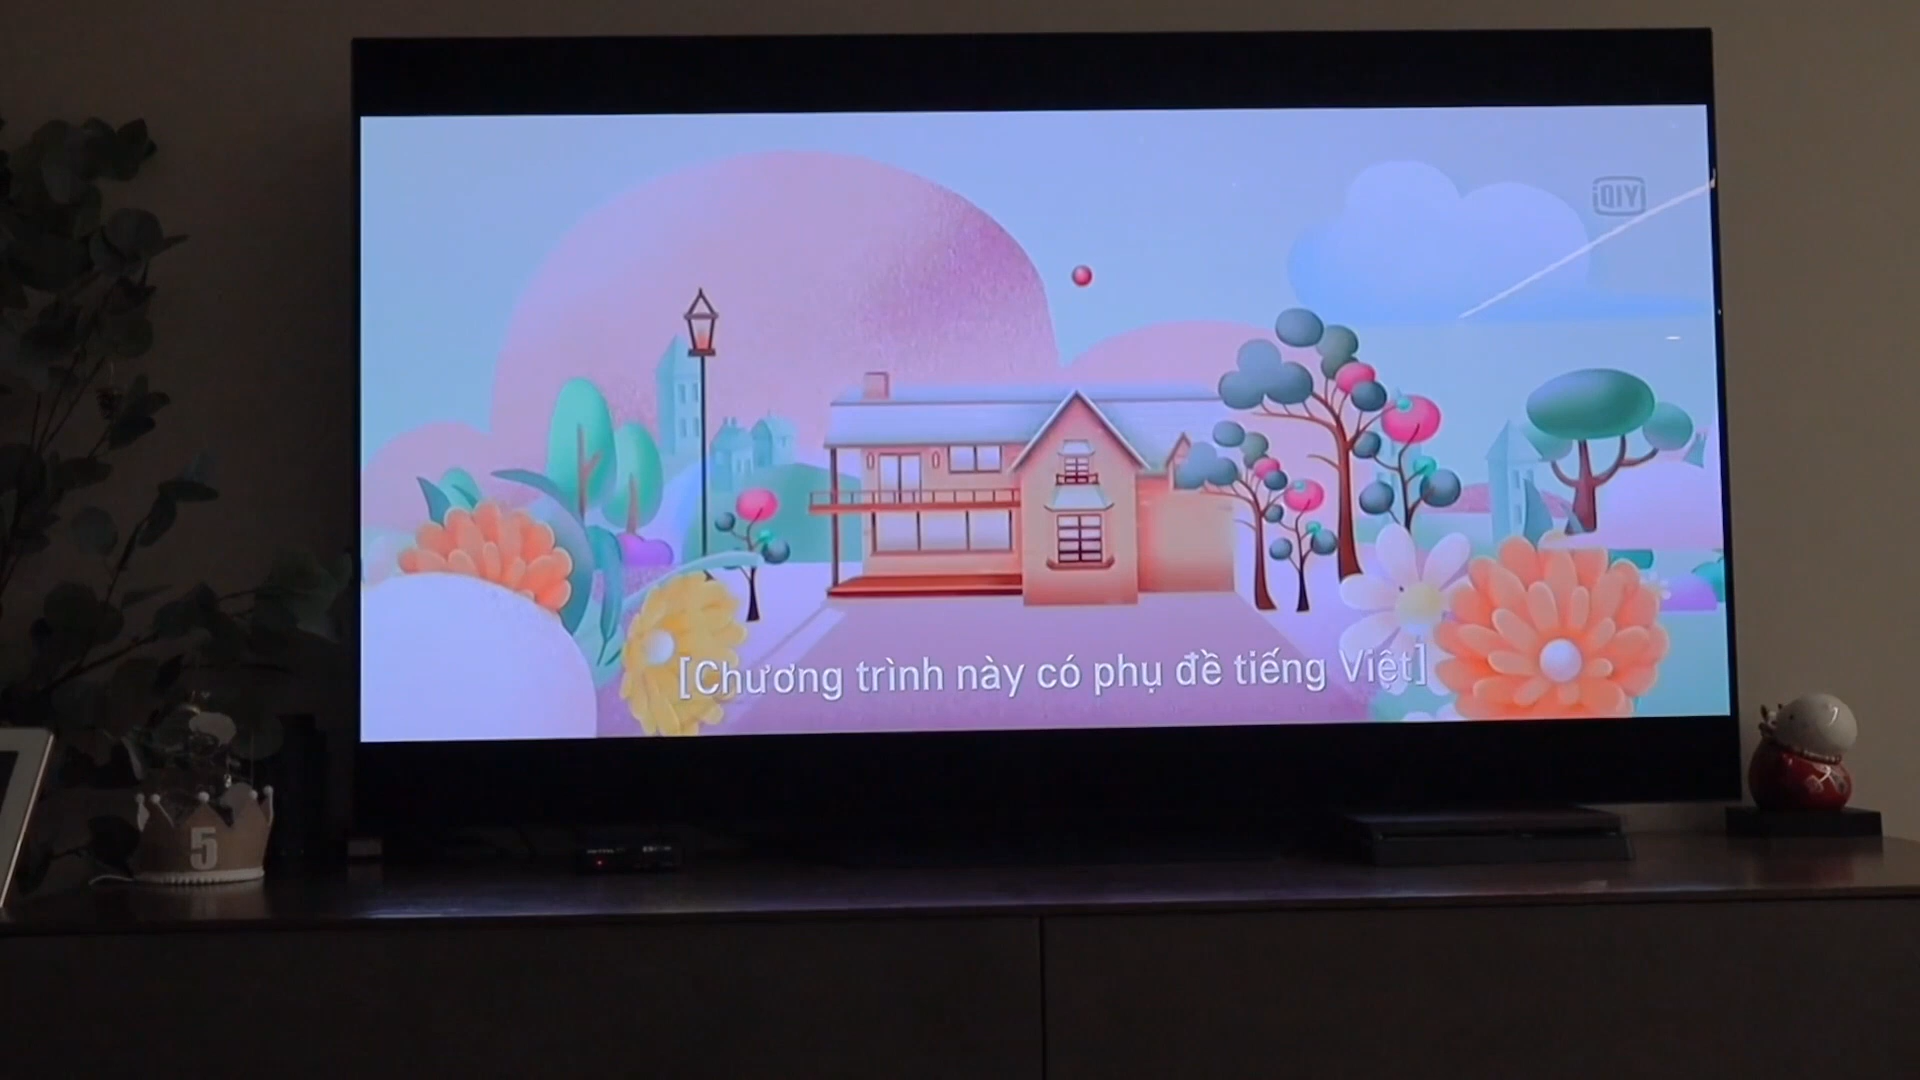 iQIY
[Chương trình này có phụ đề tiếng Việt]
5